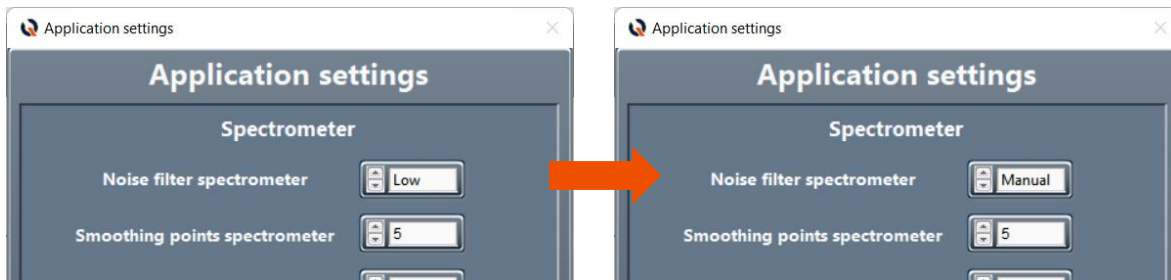 Application settings
Application settings
Spectrometer
Noise filter spectrometer Low
Smoothing points spectrometer 5
Application settings
Application settings
Spectrometer
Noise filter spectrometer Manual
Smoothing points spectrometer 5